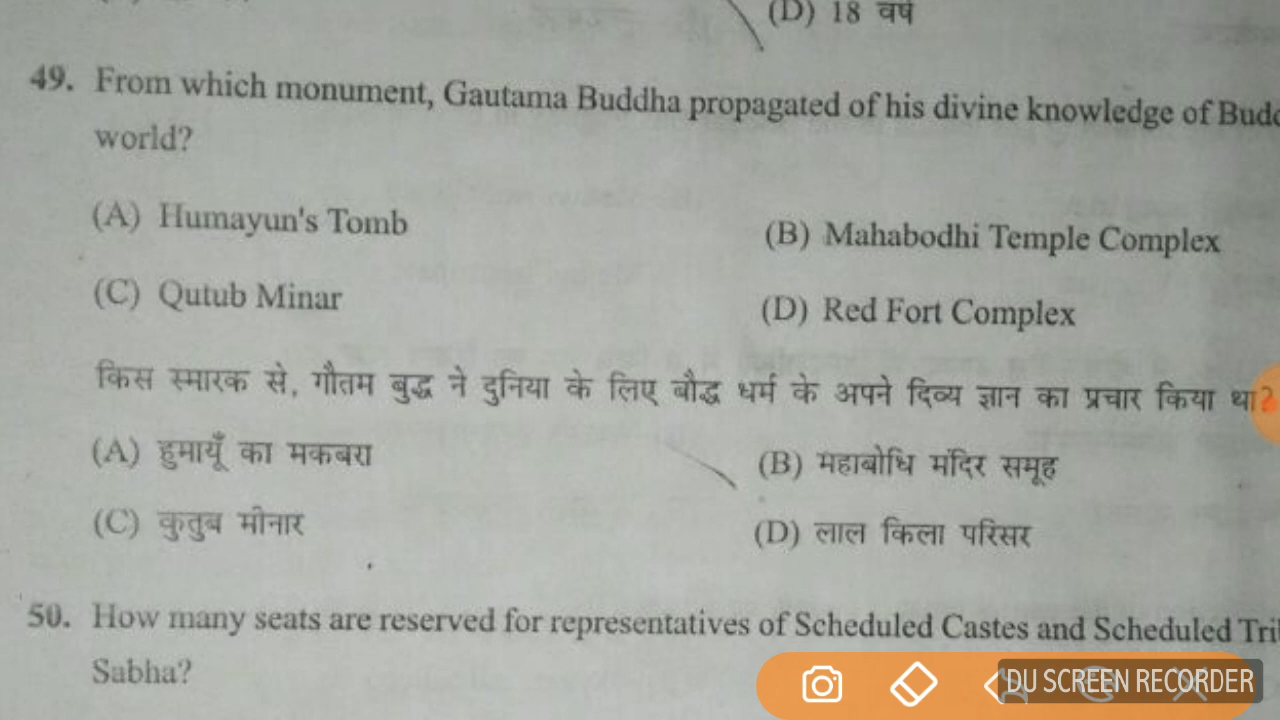 (D) 18 वर्ष
49. From which monument, Gautama Buddha propagated of his divine knowledge of
world?
(A) Humayun's Tomb
(B) Mahabodhi Temple Complex
(C) Qutub Minar
(D) Red Fort Complex
किस स्मारक से, गौतम बुद्ध ने दुनिया के लिए बौद्ध धर्म के अपने दिव्य ज्ञान का प्रचार किया था?
(A) हुमायूँ का मकबरा
(B) महाबोधि मंदिर समूह
(C) कुतुब मीनार
(D) लाल किला परिसर
50. How many seats are reserved for representatives of Scheduled Castes and Scheduled
Sabha?
DU SCREEN RECORDER